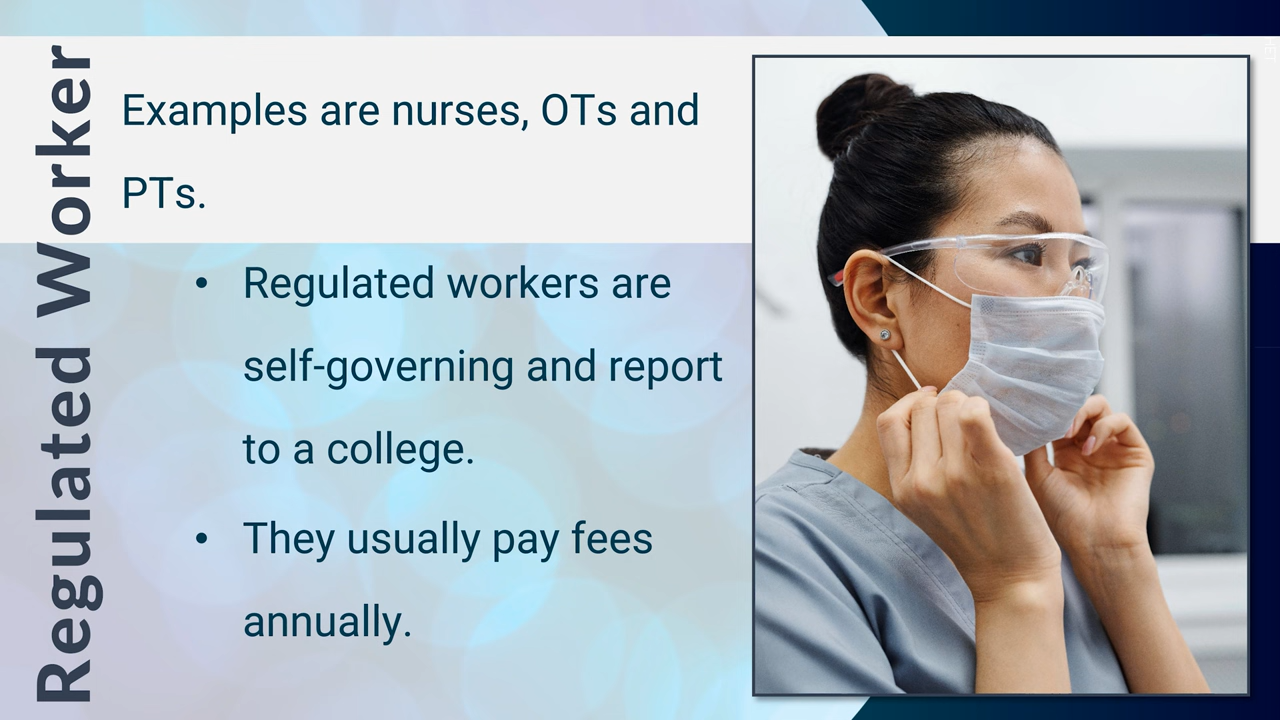 Regulated Worker
Examples are nurses, OTs and
PTs.
• Regulated workers are
self-governing and report
to a college.
• They usually pay fees
annually.